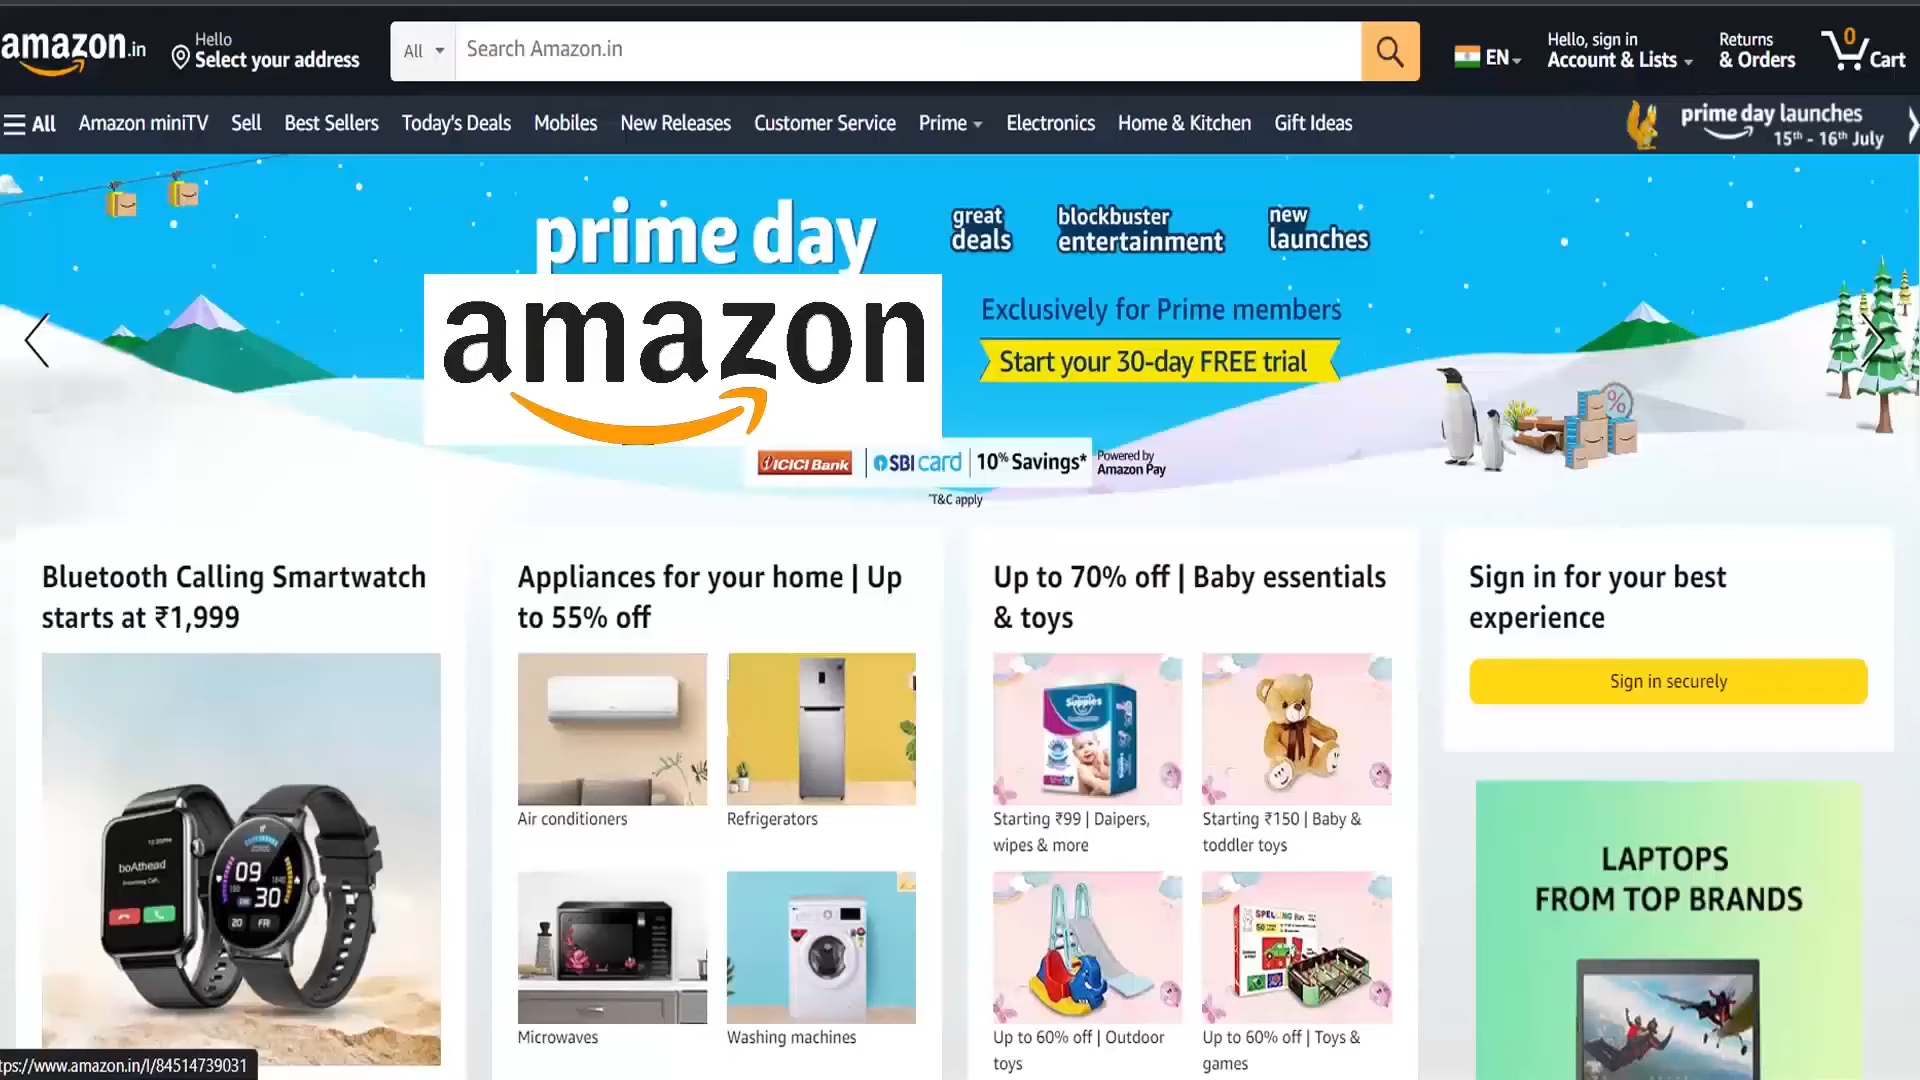 amazon.in
Hello
Select your address
All
Search Amazon.in
EN
Hello, sign in
Account & Lists
Returns
& Orders
0
Cart
All
Amazon miniTV
Sell
Best Sellers
Today's Deals
Mobiles
New Releases
Customer Service
Prime
Electronics
Home & Kitchen
Gift Ideas
prime day launches
15th - 16th July
prime day
great
deals
blockbuster
entertainment
new
launches
amazon
Exclusively for Prime members
Start your 30-day FREE trial
ICICI Bank
SBI card
10% Savings*
Powered by
Amazon Pay
*T&C apply
Bluetooth Calling Smartwatch
starts at ₹1,999
boAthead
09
30
20
FRI
Appliances for your home | Up
to 55% off
Air conditioners
Refrigerators
Microwaves
Washing machines
Up to 70% off | Baby essentials
& toys
Supples
Starting ₹99 | Daipers,
wipes & more
Starting ₹150 | Baby &
toddler toys
SPELLING
Up to 60% off | Outdoor
toys
Up to 60% off | Toys &
games
Sign in for your best
experience
Sign in securely
LAPTOPS
FROM TOP BRANDS
tps://www.amazon.in/l/84514739031